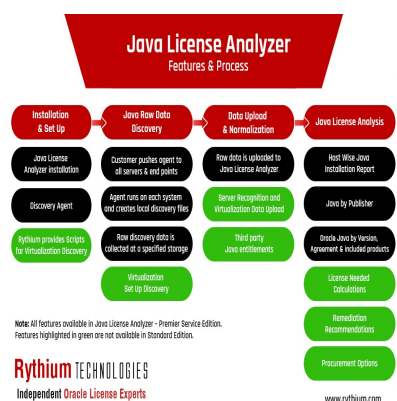 Java License Analyzer
Features & Process
Installation
& Set Up
Java Raw Data
Discovery
Data Upload
& Normalization
Java License Analysis
Java License
Analyzer installation
Discovery Agent
Rythium provides Scripts
for Virtualization Discovery
Customer pushes agent to
all servers & end points
Agent runs on each system
and creates local discovery files
Raw discovery data is
collected at a specified storage
Virtualization
Set Up Discovery
Raw data is uploaded to
Java License Analyzer
Server Recognition and
Virtualization Data Upload
Third party
Java entitlements
Host Wise Java
Installation Report
Java by Publisher
Oracle Java by Version,
Agreement & included products
License Needed
Calculations
Remediation
Recommendations
Procurement Options
Note: All features available in Java License Analyzer - Premier Service Edition.
Features highlighted in green are not available in Standard Edition.
Rythium TECHNOLOGIES
Independent Oracle License Experts
www.rythium.com